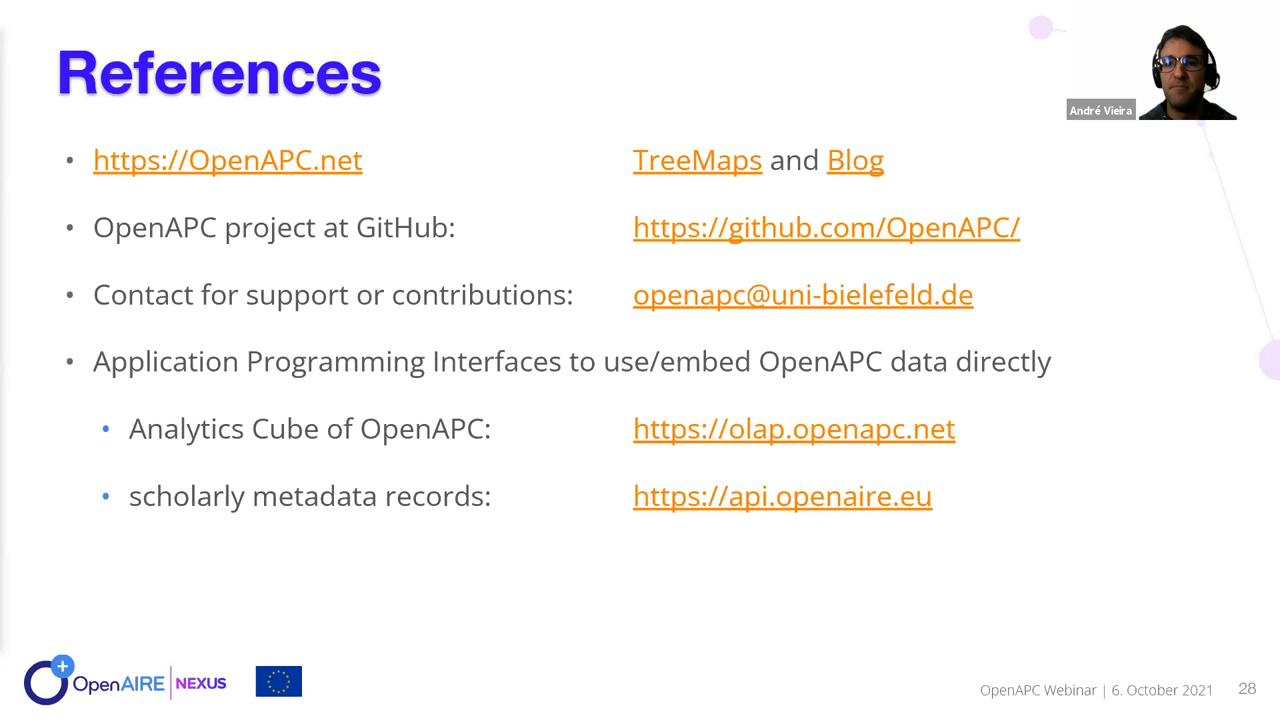 References
André Vieira
• https://OpenAPC.net TreeMaps and Blog
• OpenAPC project at GitHub: https://github.com/OpenAPC/
• Contact for support or contributions: openapc@uni-bielefeld.de
• Application Programming Interfaces to use/embed OpenAPC data directly
• Analytics Cube of OpenAPC: https://olap.openapc.net
• scholarly metadata records: https://api.openaire.eu
OpenAIRE | NEXUS
OpenAPC Webinar | 6. October 2021 28